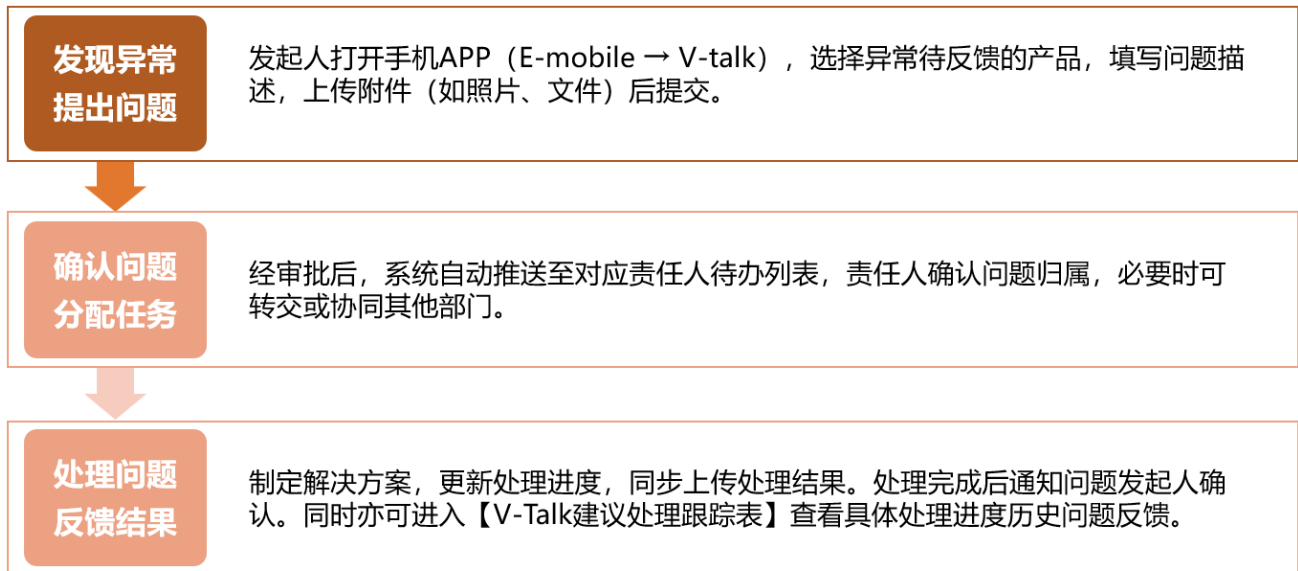 发现异常
提出问题
发起人打开手机APP（E-mobile → V-talk），选择异常待反馈的产品，填写问题描
述，上传附件（如照片、文件）后提交。
确认问题
分配任务
经审批后，系统自动推送至对应责任人待办列表，责任人确认问题归属，必要时可
转交或协同其他部门。
处理问题
反馈结果
制定解决方案，更新处理进度，同步上传处理结果。处理完成后通知问题发起人确
认。同时亦可进入【V-Talk建议处理跟踪表】查看具体处理进度历史问题反馈。